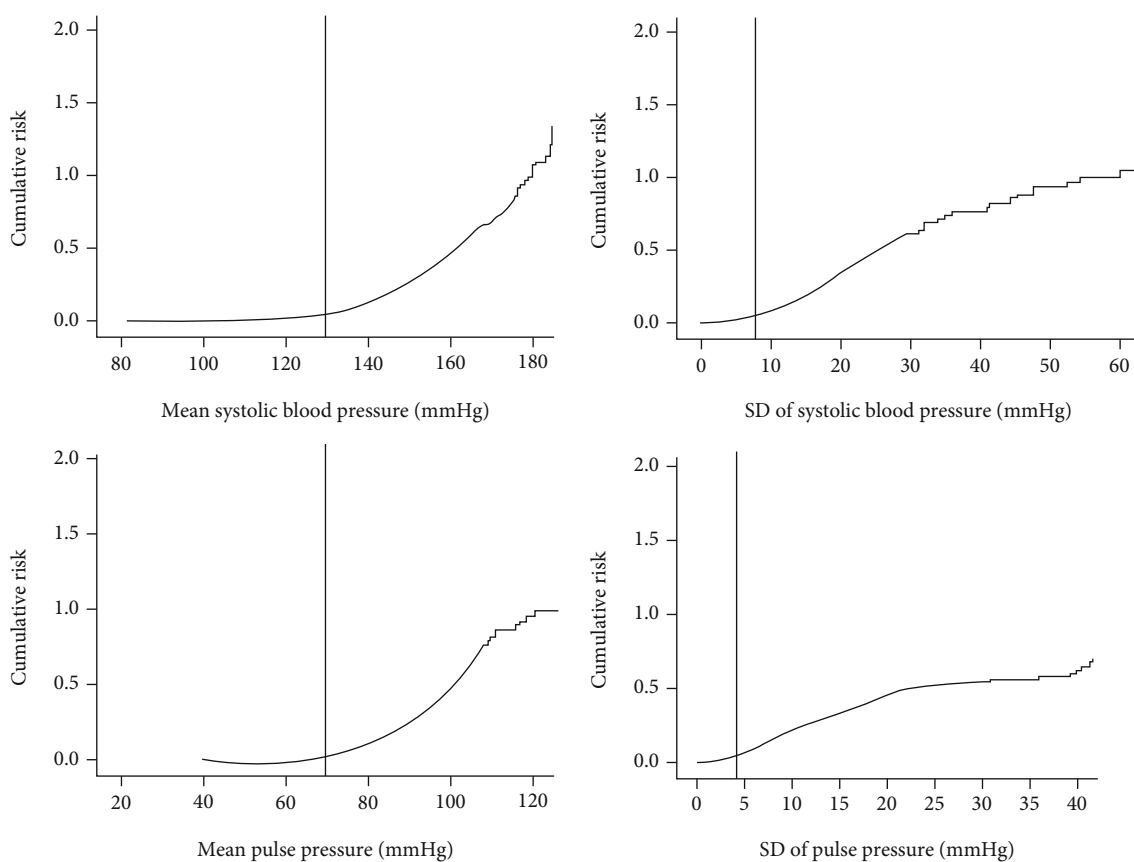 2.0
1.5
1.0
0.5
0.0
Cumulative risk
80 100 120 140 160 180
Mean systolic blood pressure (mmHg)
2.0
1.5
1.0
0.5
0.0
Cumulative risk
0 10 20 30 40 50 60
SD of systolic blood pressure (mmHg)
2.0
1.5
1.0
0.5
0.0
Cumulative risk
20 40 60 80 100 120
Mean pulse pressure (mmHg)
2.0
1.5
1.0
0.5
0.0
Cumulative risk
0 5 10 15 20 25 30 35 40
SD of pulse pressure (mmHg)